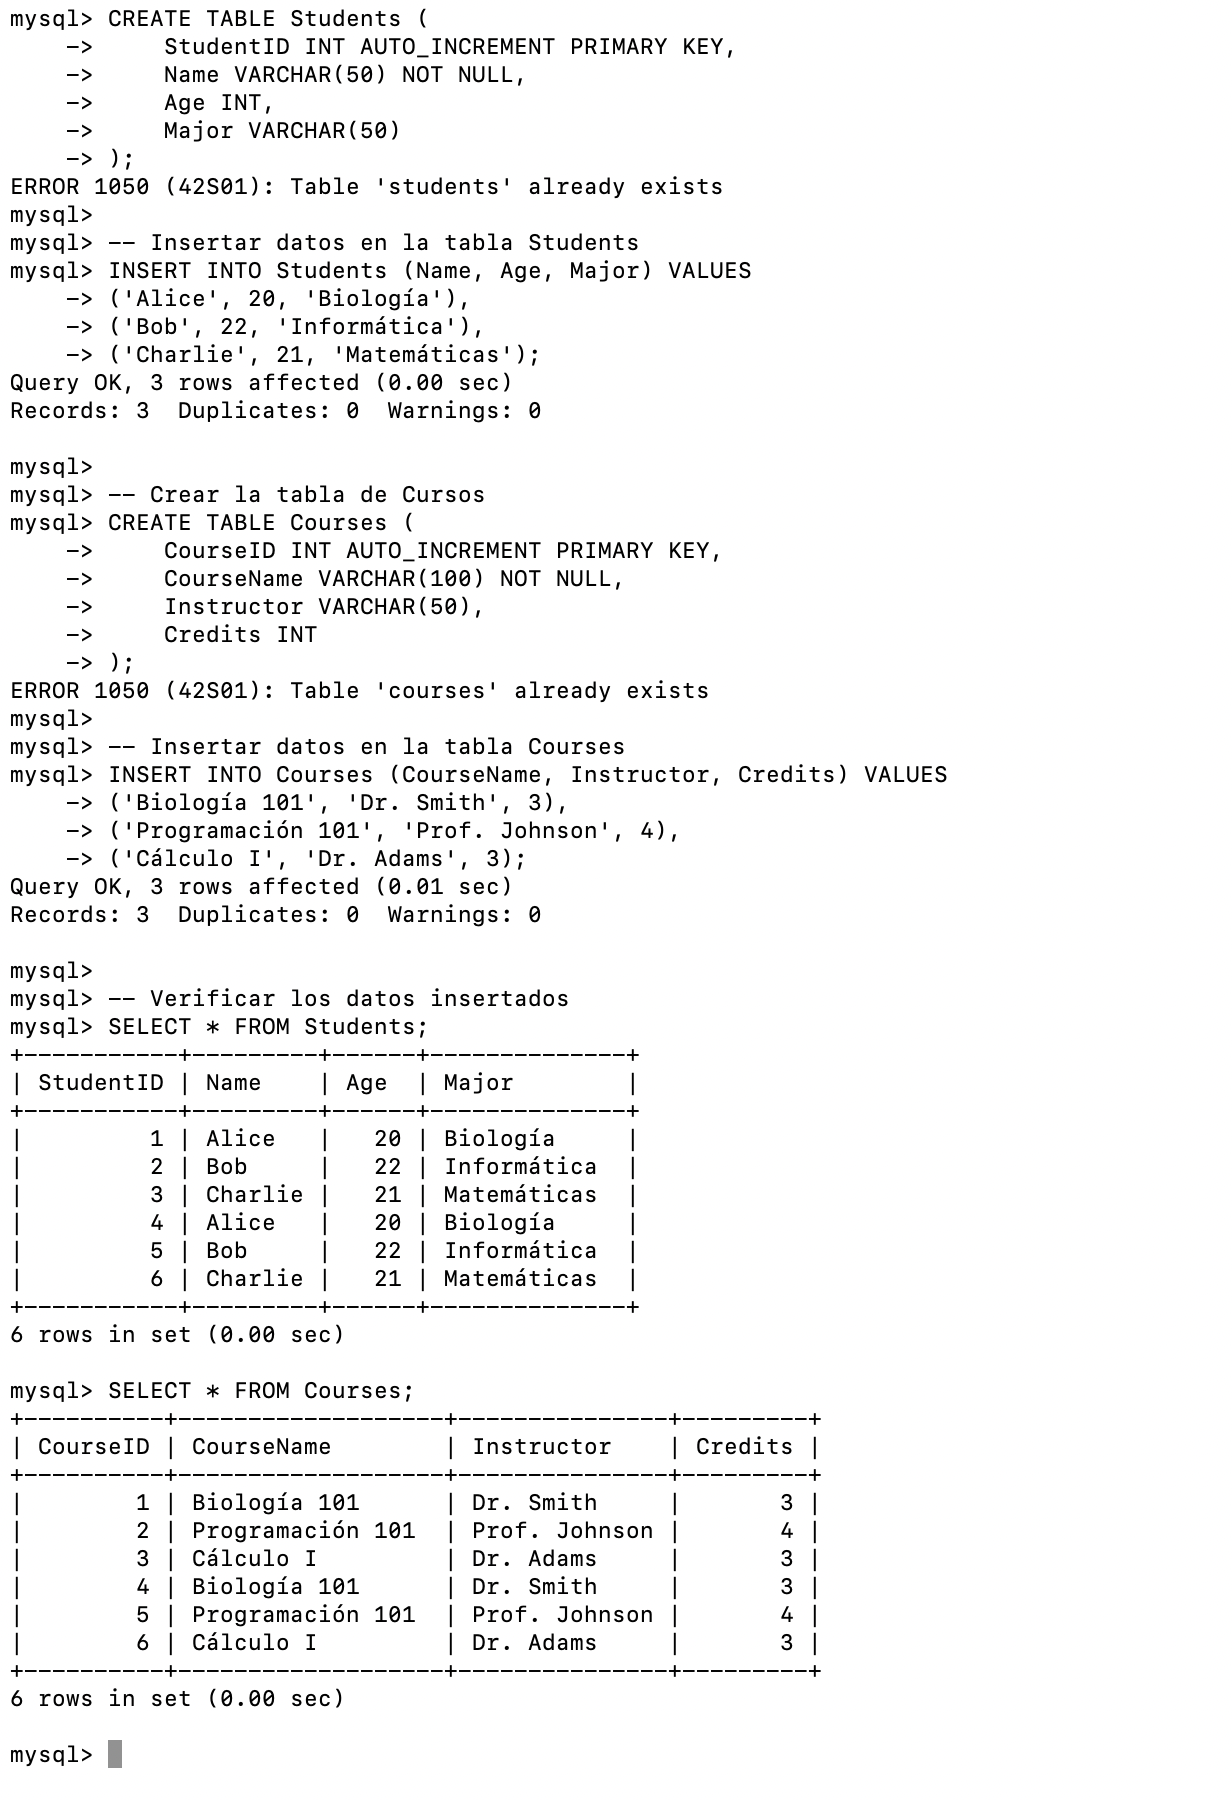 mysql> CREATE TABLE Students (
    ->     StudentID INT AUTO_INCREMENT PRIMARY KEY,
    ->     Name VARCHAR(50) NOT NULL,
    ->     Age INT,
    ->     Major VARCHAR(50)
    -> );
ERROR 1050 (42S01): Table 'students' already exists
mysql>
mysql> -- Insertar datos en la tabla Students
mysql> INSERT INTO Students (Name, Age, Major) VALUES
    -> ('Alice', 20, 'Biología'),
    -> ('Bob', 22, 'Informática'),
    -> ('Charlie', 21, 'Matemáticas');
Query OK, 3 rows affected (0.00 sec)
Records: 3  Duplicates: 0  Warnings: 0

mysql>
mysql> -- Crear la tabla de Cursos
mysql> CREATE TABLE Courses (
    ->     CourseID INT AUTO_INCREMENT PRIMARY KEY,
    ->     CourseName VARCHAR(100) NOT NULL,
    ->     Instructor VARCHAR(50),
    ->     Credits INT
    -> );
ERROR 1050 (42S01): Table 'courses' already exists
mysql>
mysql> -- Insertar datos en la tabla Courses
mysql> INSERT INTO Courses (CourseName, Instructor, Credits) VALUES
    -> ('Biología 101', 'Dr. Smith', 3),
    -> ('Programación 101', 'Prof. Johnson', 4),
    -> ('Cálculo I', 'Dr. Adams', 3);
Query OK, 3 rows affected (0.01 sec)
Records: 3  Duplicates: 0  Warnings: 0

mysql>
mysql> -- Verificar los datos insertados
mysql> SELECT * FROM Students;
+-----------+---------+------+--------------+
| StudentID | Name    | Age  | Major        |
+-----------+---------+------+--------------+
|         1 | Alice   |   20 | Biología     |
|         2 | Bob     |   22 | Informática  |
|         3 | Charlie |   21 | Matemáticas  |
|         4 | Alice   |   20 | Biología     |
|         5 | Bob     |   22 | Informática  |
|         6 | Charlie |   21 | Matemáticas  |
+-----------+---------+------+--------------+
6 rows in set (0.00 sec)

mysql> SELECT * FROM Courses;
+----------+-------------------+---------------+---------+
| CourseID | CourseName        | Instructor    | Credits |
+----------+-------------------+---------------+---------+
|        1 | Biología 101      | Dr. Smith     |       3 |
|        2 | Programación 101  | Prof. Johnson |       4 |
|        3 | Cálculo I         | Dr. Adams     |       3 |
|        4 | Biología 101      | Dr. Smith     |       3 |
|        5 | Programación 101  | Prof. Johnson |       4 |
|        6 | Cálculo I         | Dr. Adams     |       3 |
+----------+-------------------+---------------+---------+
6 rows in set (0.00 sec)

mysql>